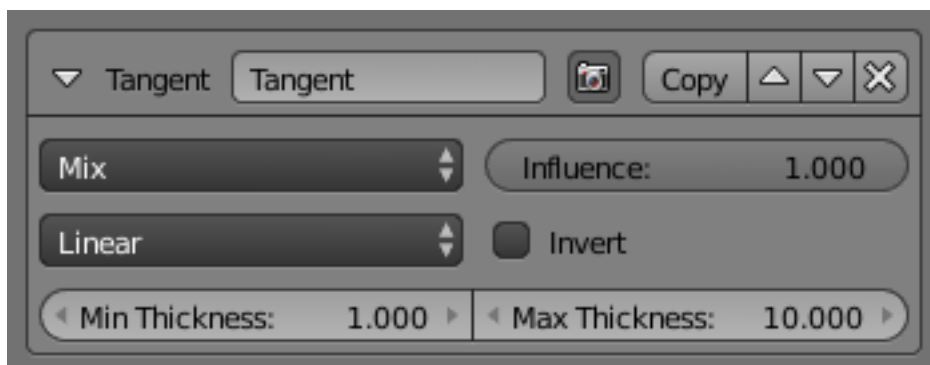 Tangent Tangent Copy
Mix Influence: 1.000
Linear Invert
Min Thickness: 1.000 Max Thickness: 10.000